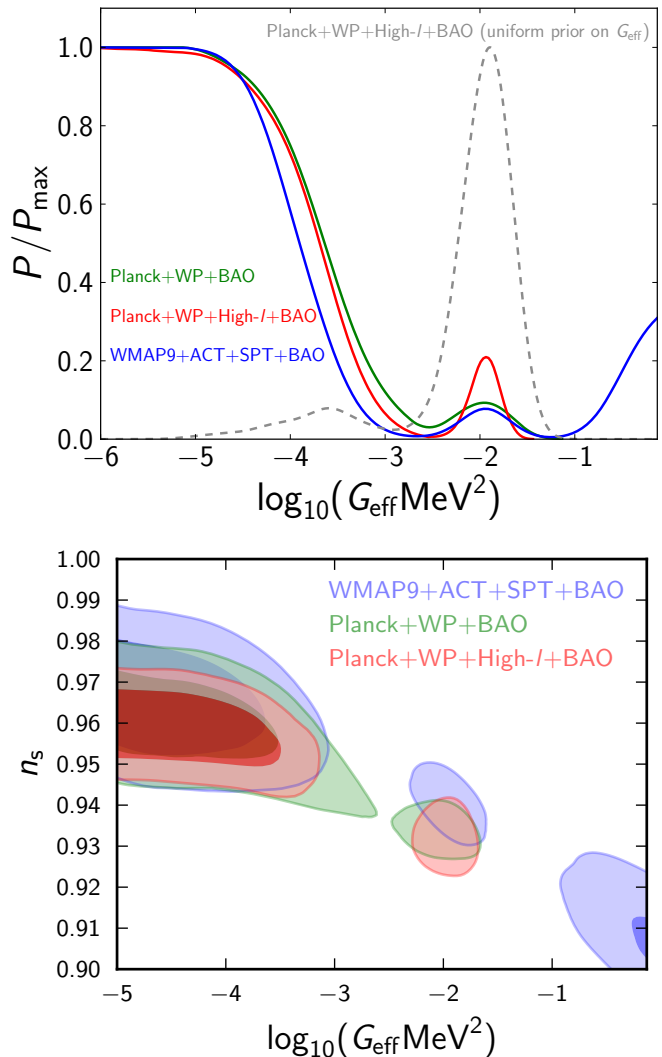 Planck+WP+High-l+BAO (uniform prior on G_eff)
1.0
0.8
0.6
0.4
0.2
0.0
P/P_max
Planck+WP+BAO
Planck+WP+High-l+BAO
WMAP9+ACT+SPT+BAO
−6 −5 −4 −3 −2 −1
log₁₀(G_eff MeV²)
1.00
0.99
0.98
0.97
0.96
0.95
0.94
0.93
0.92
0.91
0.90
n_s
WMAP9+ACT+SPT+BAO
Planck+WP+BAO
Planck+WP+High-l+BAO
−5 −4 −3 −2 −1
log₁₀(G_eff MeV²)